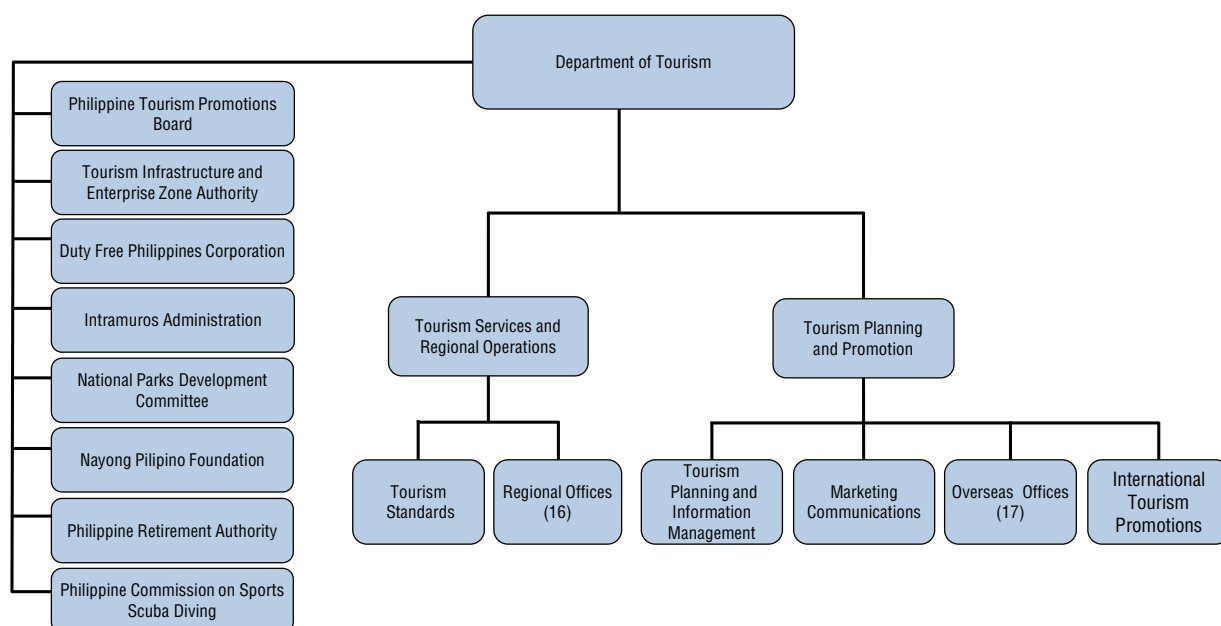 Department of Tourism
Philippine Tourism Promotions
Board
Tourism Infrastructure and
Enterprise Zone Authority
Duty Free Philippines Corporation
Intramuros Administration
National Parks Development
Committee
Nayong Pilipino Foundation
Philippine Retirement Authority
Philippine Commission on Sports
Scuba Diving
Tourism Services and
Regional Operations
Tourism Planning
and Promotion
Tourism
Standards
Regional Offices
(16)
Tourism
Planning and
Information
Management
Marketing
Communications
Overseas Offices
(17)
International
Tourism
Promotions